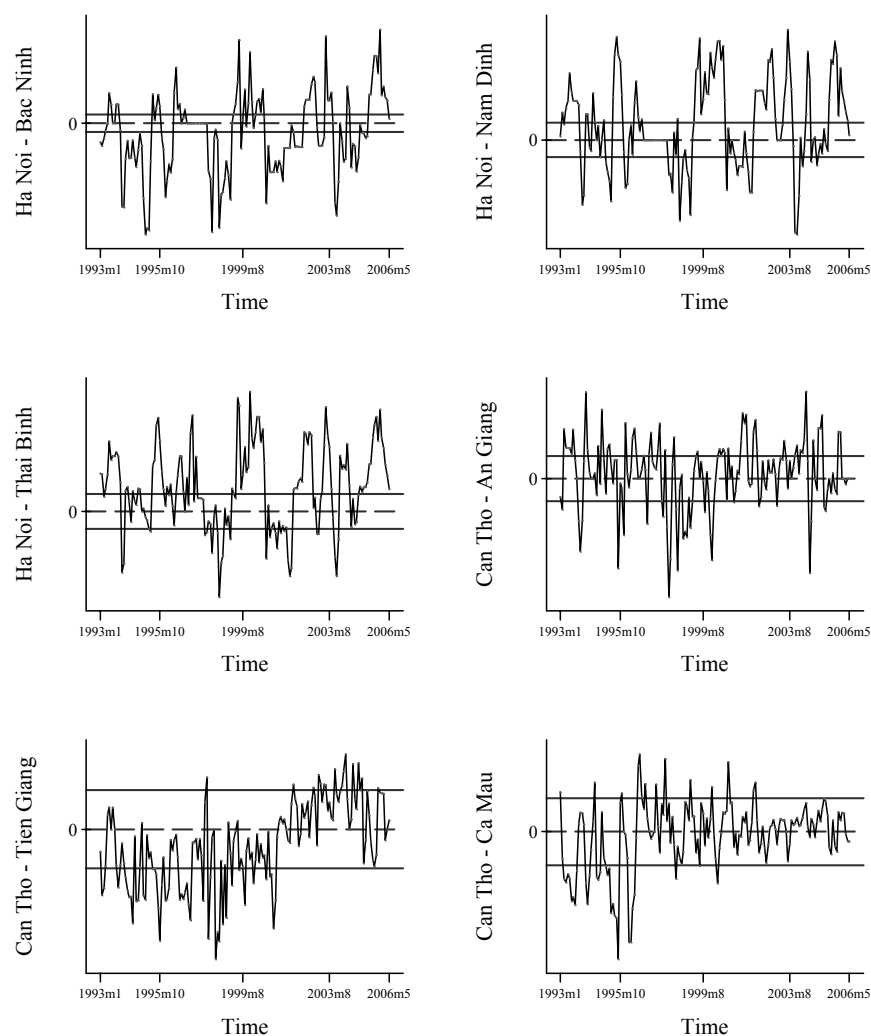 Ha Noi - Bac Ninh
0
1993m1 1995m10 1999m8 2003m8 2006m5
Time
Ha Noi - Nam Dinh
0
1993m1 1995m10 1999m8 2003m8 2006m5
Time
Ha Noi - Thai Binh
0
1993m1 1995m10 1999m8 2003m8 2006m5
Time
Can Tho - An Giang
0
1993m1 1995m10 1999m8 2003m8 2006m5
Time
Can Tho - Tien Giang
0
1993m1 1995m10 1999m8 2003m8 2006m5
Time
Can Tho - Ca Mau
0
1993m1 1995m10 1999m8 2003m8 2006m5
Time